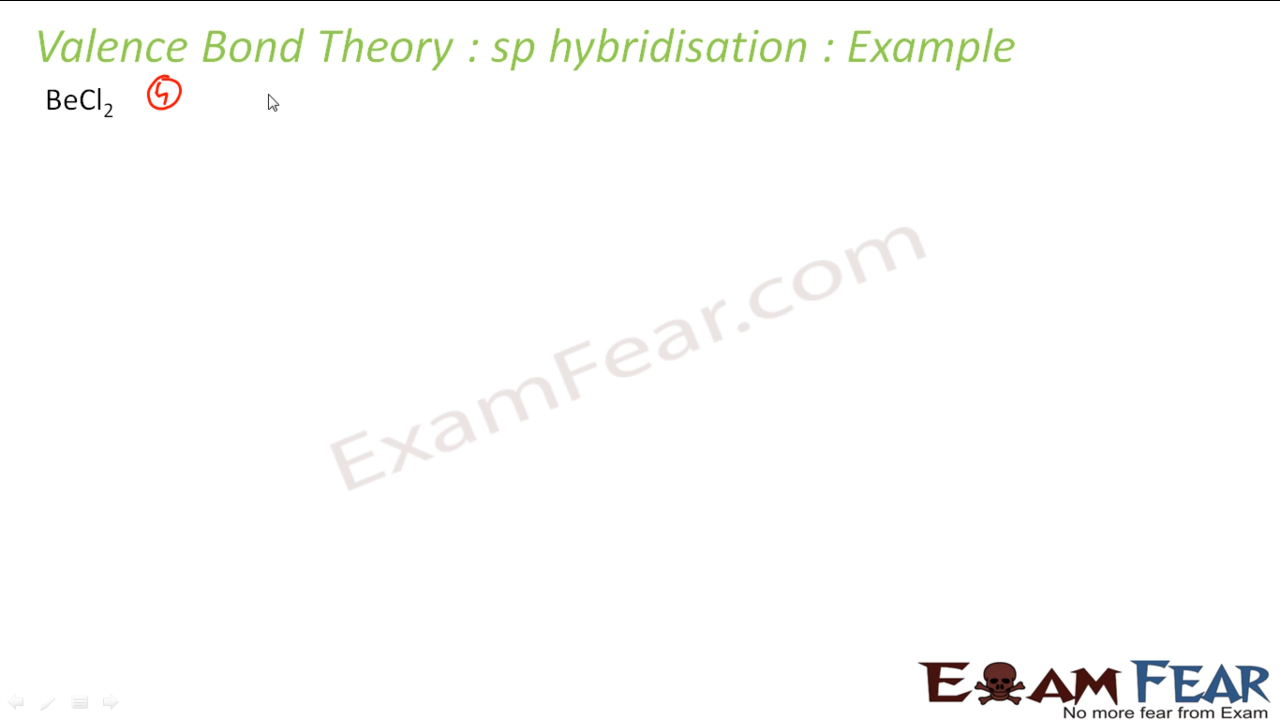 Valence Bond Theory : sp hybridisation : Example
BeCl₂ 4
ExamFear.com
EXAM FEAR
No more fear from Exam